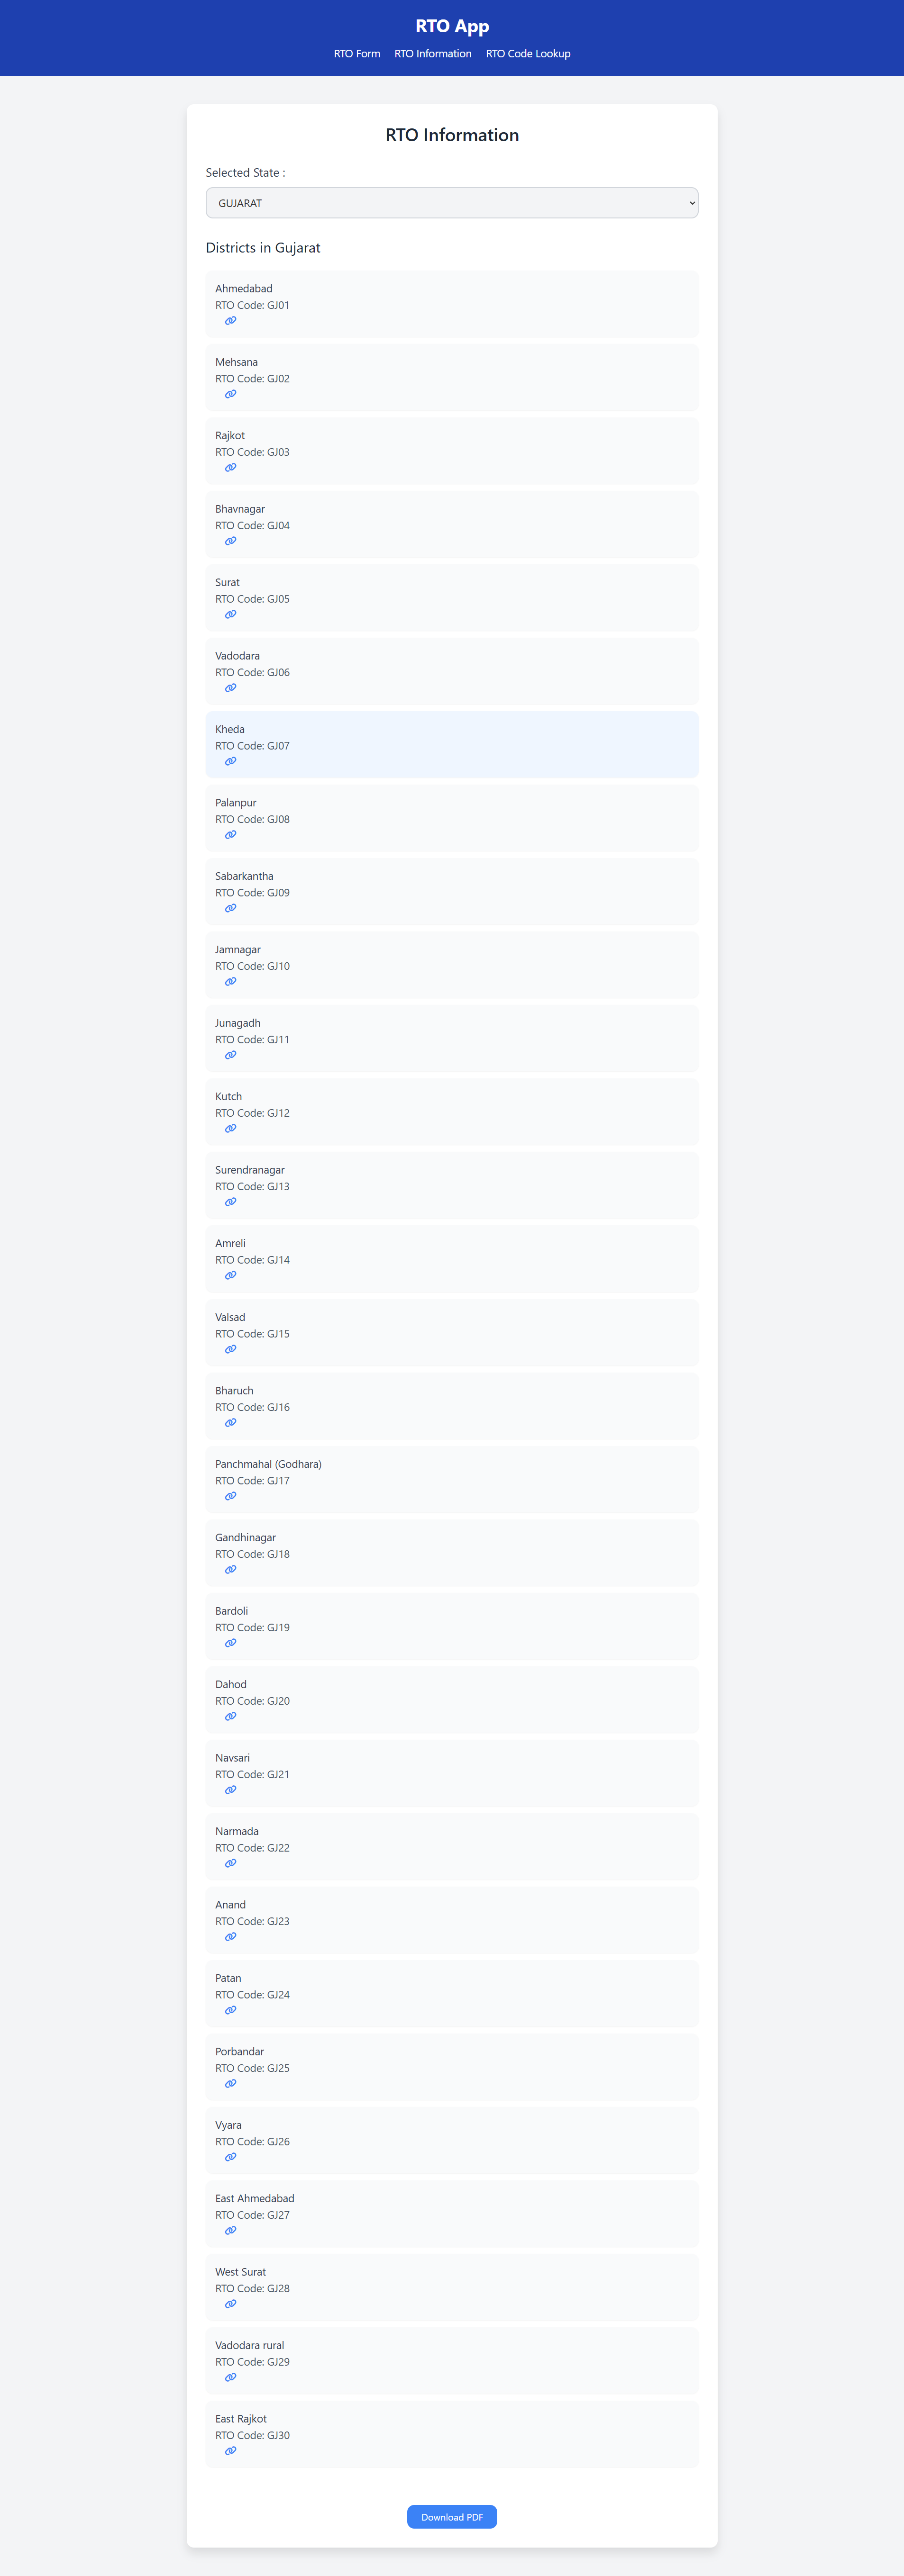 RTO App
RTO Form RTO Information RTO Code Lookup
RTO Information
Selected State :
GUJARAT
Districts in Gujarat
Ahmedabad
RTO Code: GJ01
Mehsana
RTO Code: GJ02
Rajkot
RTO Code: GJ03
Bhavnagar
RTO Code: GJ04
Surat
RTO Code: GJ05
Vadodara
RTO Code: GJ06
Kheda
RTO Code: GJ07
Palanpur
RTO Code: GJ08
Sabarkantha
RTO Code: GJ09
Jamnagar
RTO Code: GJ10
Junagadh
RTO Code: GJ11
Kutch
RTO Code: GJ12
Surendranagar
RTO Code: GJ13
Amreli
RTO Code: GJ14
Valsad
RTO Code: GJ15
Bharuch
RTO Code: GJ16
Panchmahal (Godhara)
RTO Code: GJ17
Gandhinagar
RTO Code: GJ18
Bardoli
RTO Code: GJ19
Dahod
RTO Code: GJ20
Navsari
RTO Code: GJ21
Narmada
RTO Code: GJ22
Anand
RTO Code: GJ23
Patan
RTO Code: GJ24
Porbandar
RTO Code: GJ25
Vyara
RTO Code: GJ26
East Ahmedabad
RTO Code: GJ27
West Surat
RTO Code: GJ28
Vadodara rural
RTO Code: GJ29
East Rajkot
RTO Code: GJ30
Download PDF